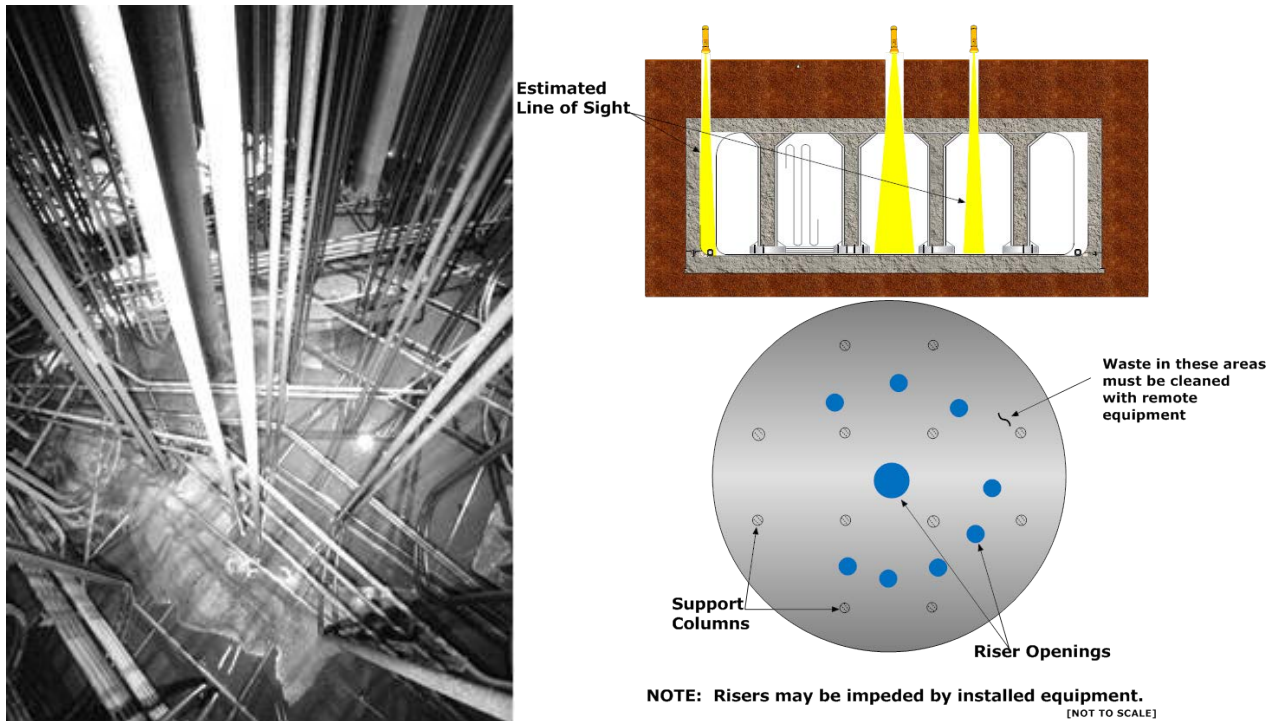 Estimated
Line of Sight
Waste in these areas
must be cleaned
with remote
equipment
Support
Columns
Riser Openings
NOTE:  Risers may be impeded by installed equipment.
[NOT TO SCALE]